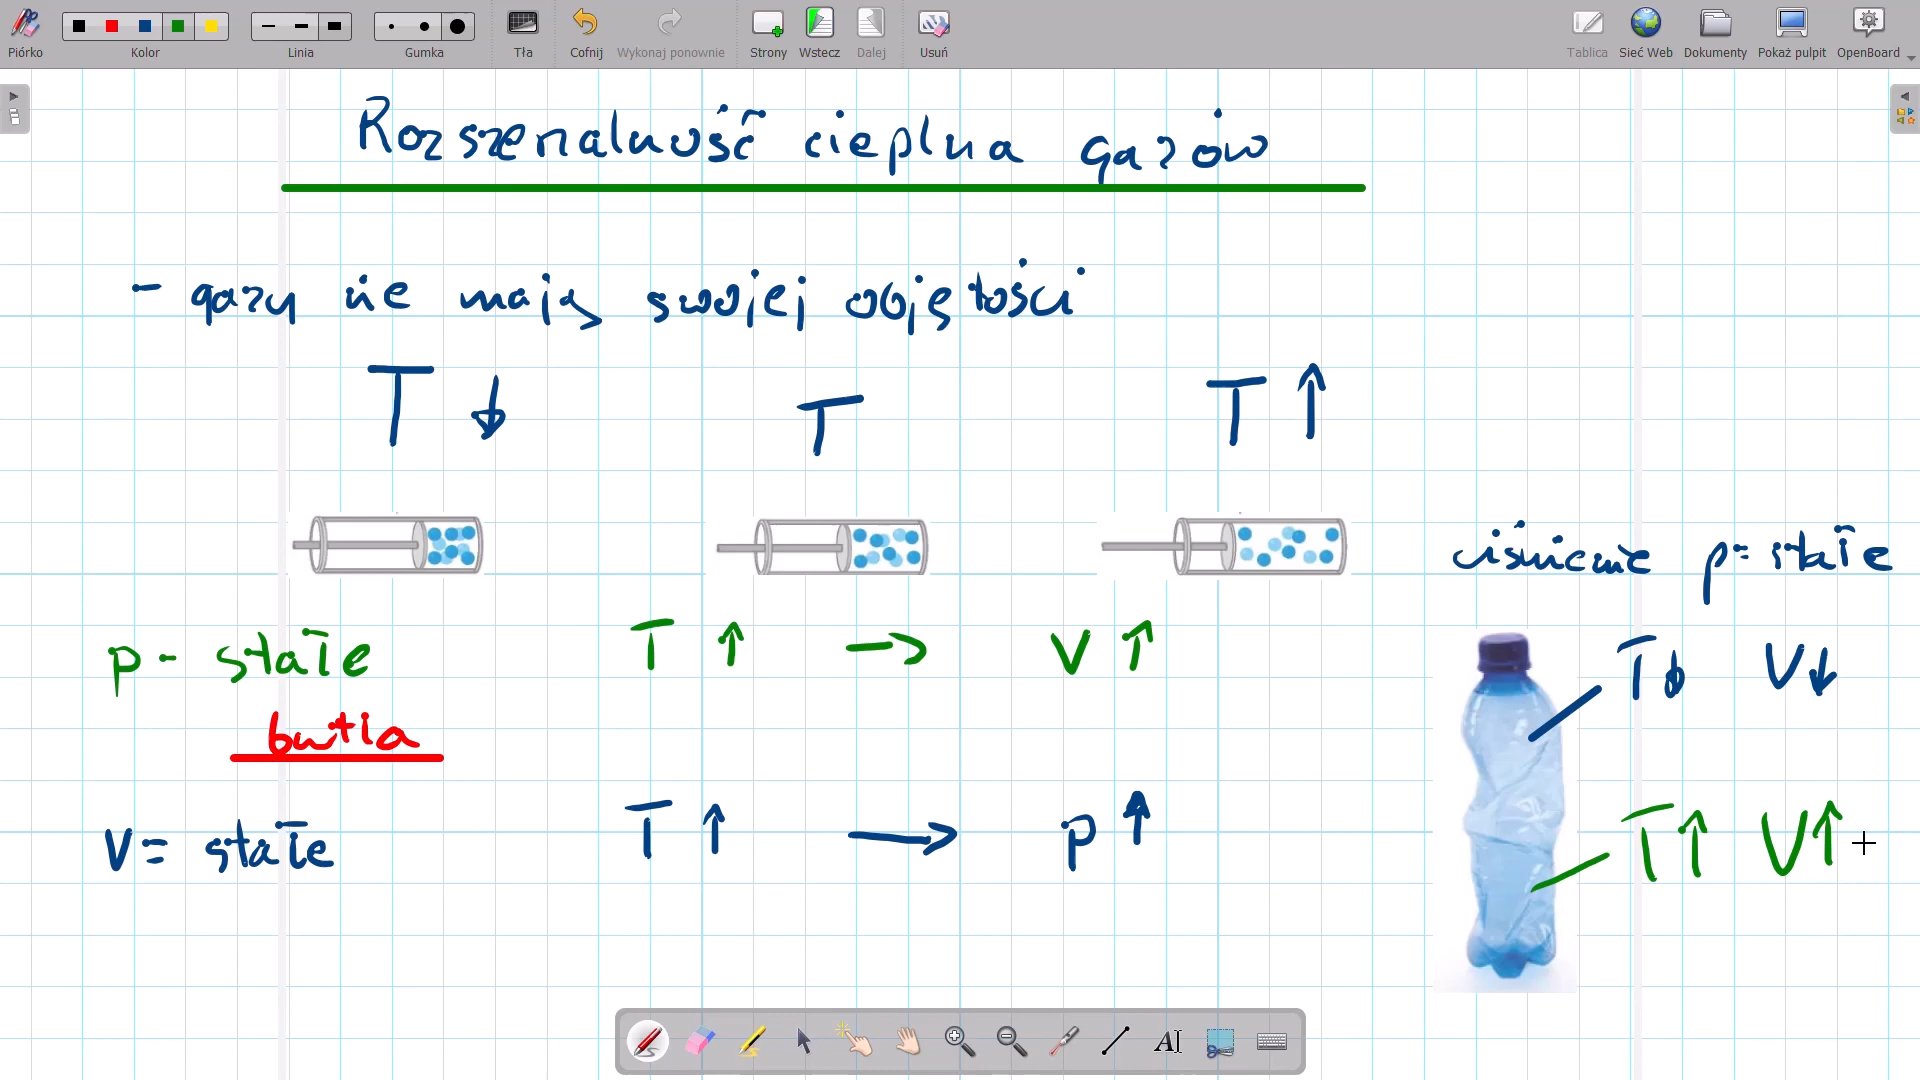 Piórko
Kolor
Linia
Gumka
Tła
Cofnij
Wykonaj ponownie
Strony
Wstecz
Dalej
Usuń
Tablica
Sieć Web
Dokumenty
Pokaż pulpit
OpenBoard
Rozszerzalność cieplna gazów
- gazy nie mają swojej objętości
T ↓ T T ↑
ciśnienie p = stałe
p - stałe T ↑ → V ↑
T↓ V↓
butla
V = stałe T ↑ → p ↑
T↑ V↑
AI